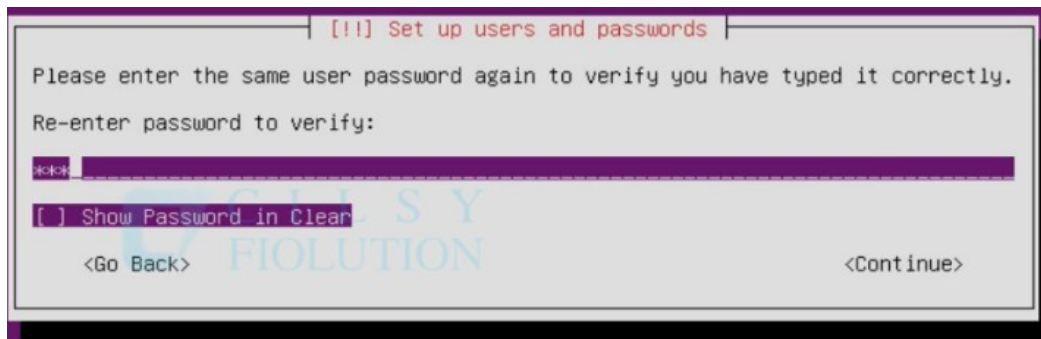 [!!] Set up users and passwords
Please enter the same user password again to verify you have typed it correctly.
Re-enter password to verify:
***
[ ] Show Password in Clear
C I L S Y
FIOLUTION
<Go Back> <Continue>